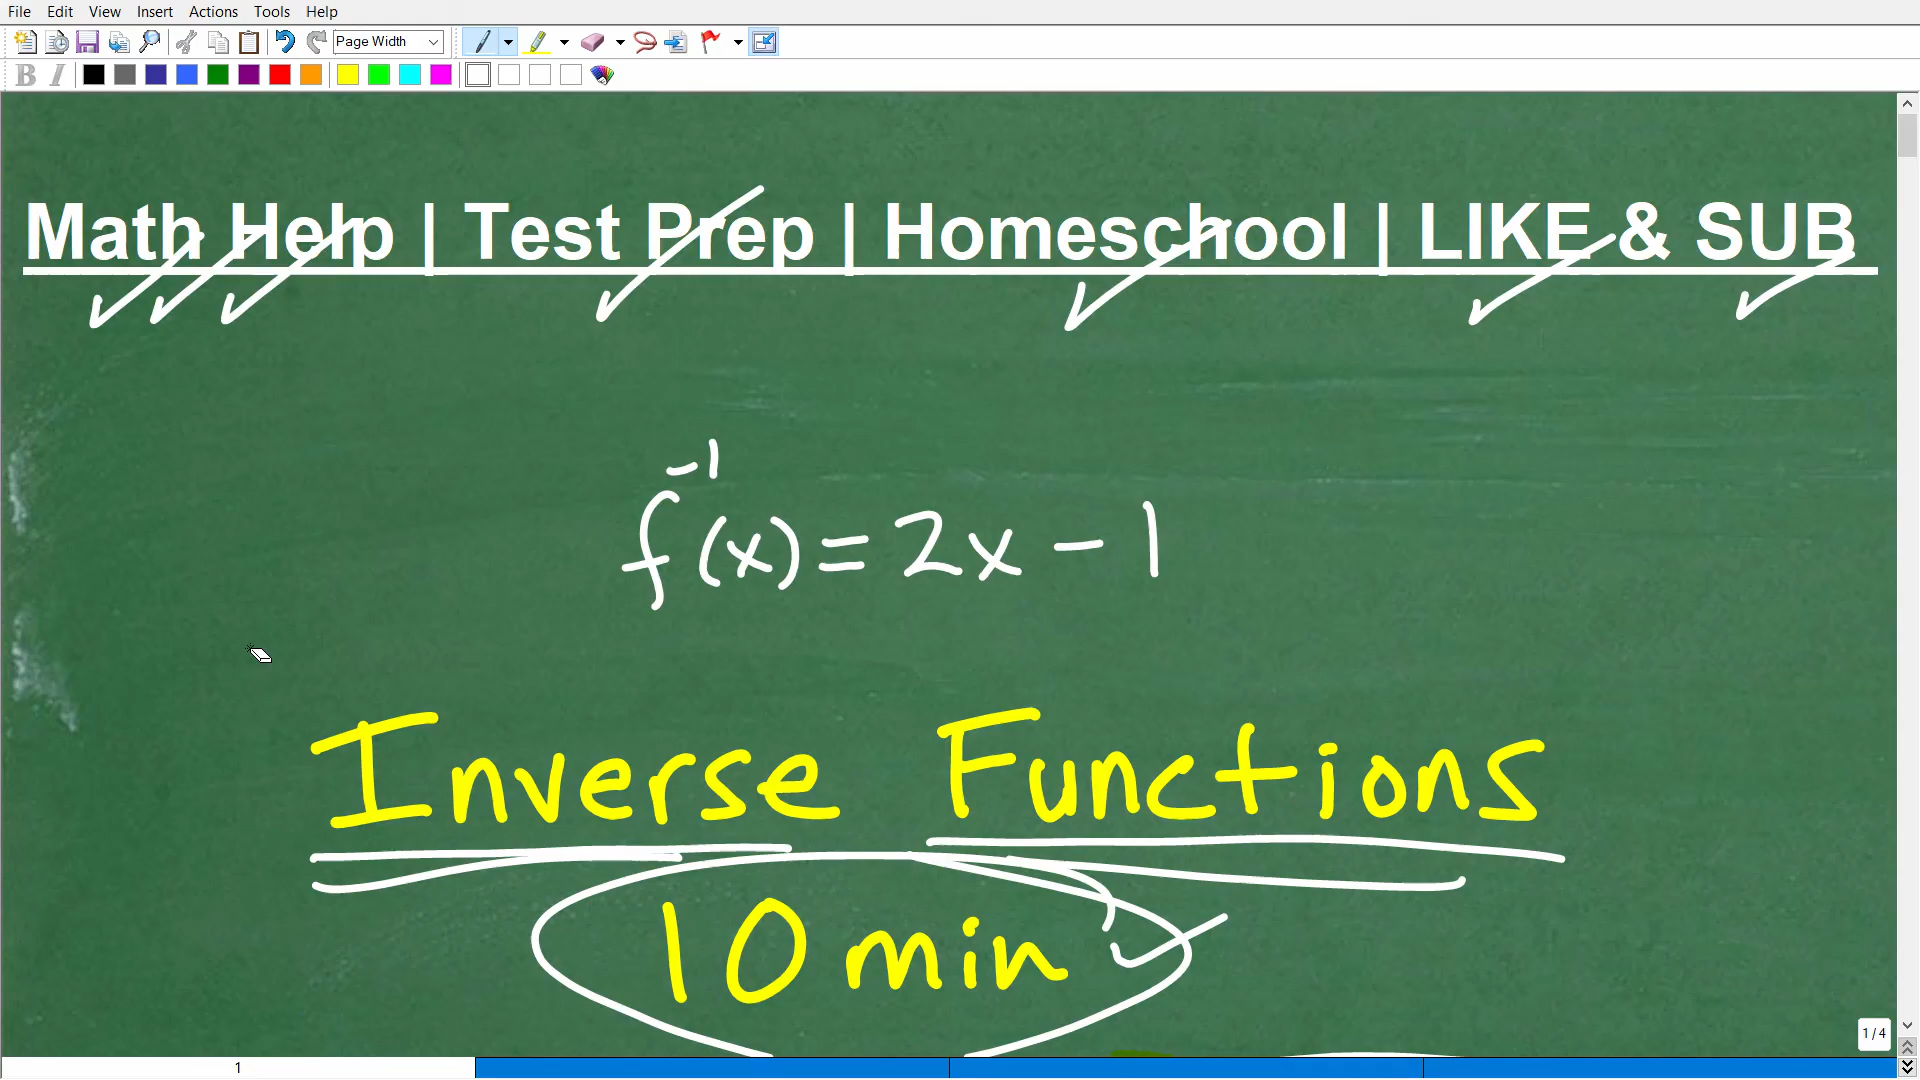 File Edit View Insert Actions Tools Help
Page Width
B I
Math Help | Test Prep | Homeschool | LIKE & SUB
f⁻¹(x) = 2x - 1
Inverse Functions
10 min
1 / 4
1